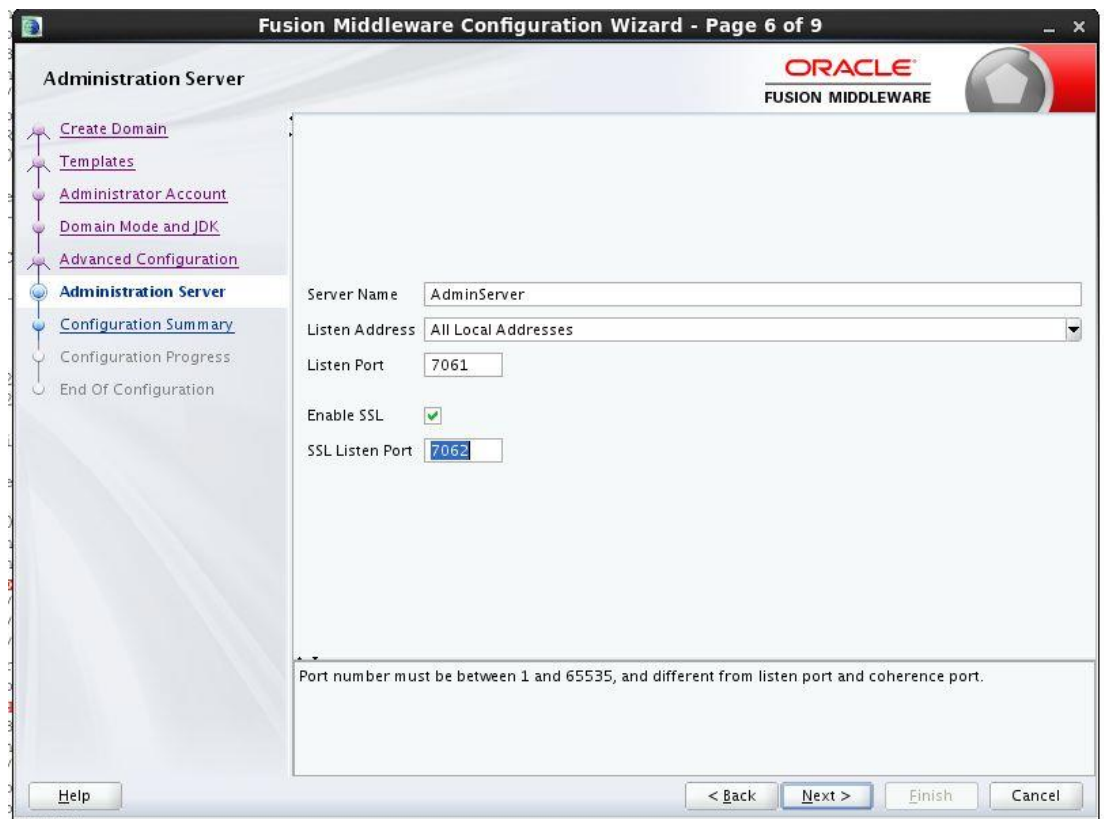 Fusion Middleware Configuration Wizard - Page 6 of 9
Administration Server
ORACLE
FUSION MIDDLEWARE
Create Domain
Templates
Administrator Account
Domain Mode and JDK
Advanced Configuration
Administration Server
Configuration Summary
Configuration Progress
End Of Configuration
Server Name AdminServer
Listen Address All Local Addresses
Listen Port 7061
Enable SSL
SSL Listen Port 7062
Port number must be between 1 and 65535, and different from listen port and coherence port.
Help < Back Next > Finish Cancel